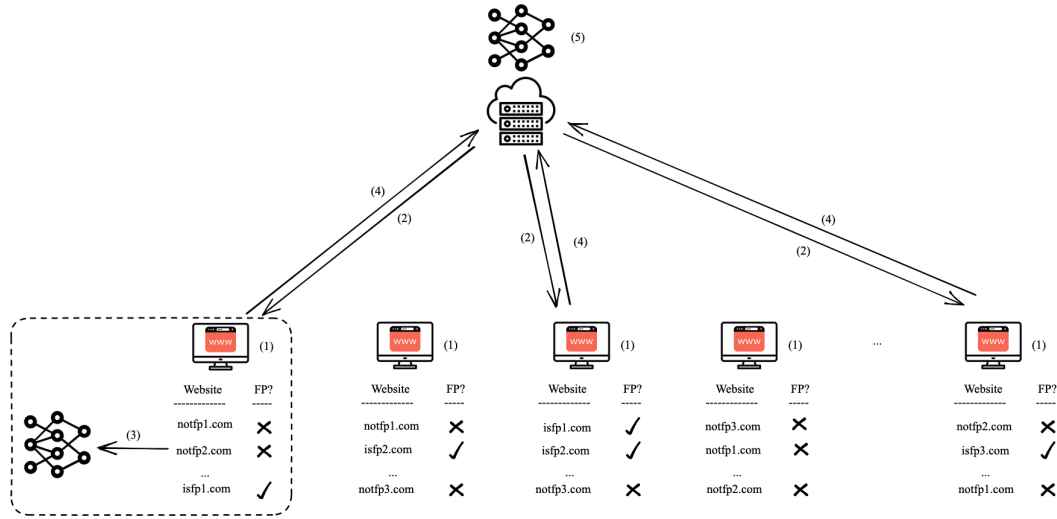 (5)
(4)
(2)
(2)
(4)
(4)
(2)
www (1) www (1) www (1) www (1) ... www (1)
Website FP? Website FP? Website FP? Website FP? Website FP?
------------- ----- ------------- ----- ------------- ----- ------------- ----- ------------- -----
notfp1.com notfp1.com isfp1.com notfp3.com notfp2.com
(3) notfp2.com isfp2.com isfp2.com notfp1.com isfp3.com
... ... ... ... ...
isfp1.com notfp3.com notfp3.com notfp2.com notfp1.com